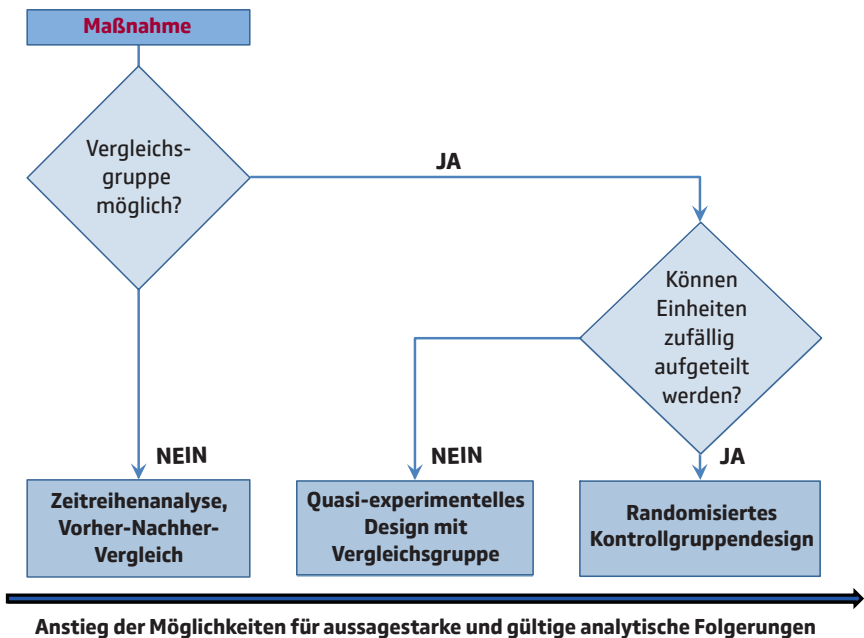 Maßnahme
Vergleichs-
gruppe
möglich?
JA
Können
Einheiten
zufällig
aufgeteilt
werden?
NEIN
NEIN
JA
Zeitreihenanalyse,
Vorher-Nachher-
Vergleich
Quasi-experimentelles
Design mit
Vergleichsgruppe
Randomisiertes
Kontrollgruppendesign
Anstieg der Möglichkeiten für aussagestarke und gültige analytische Folgerungen